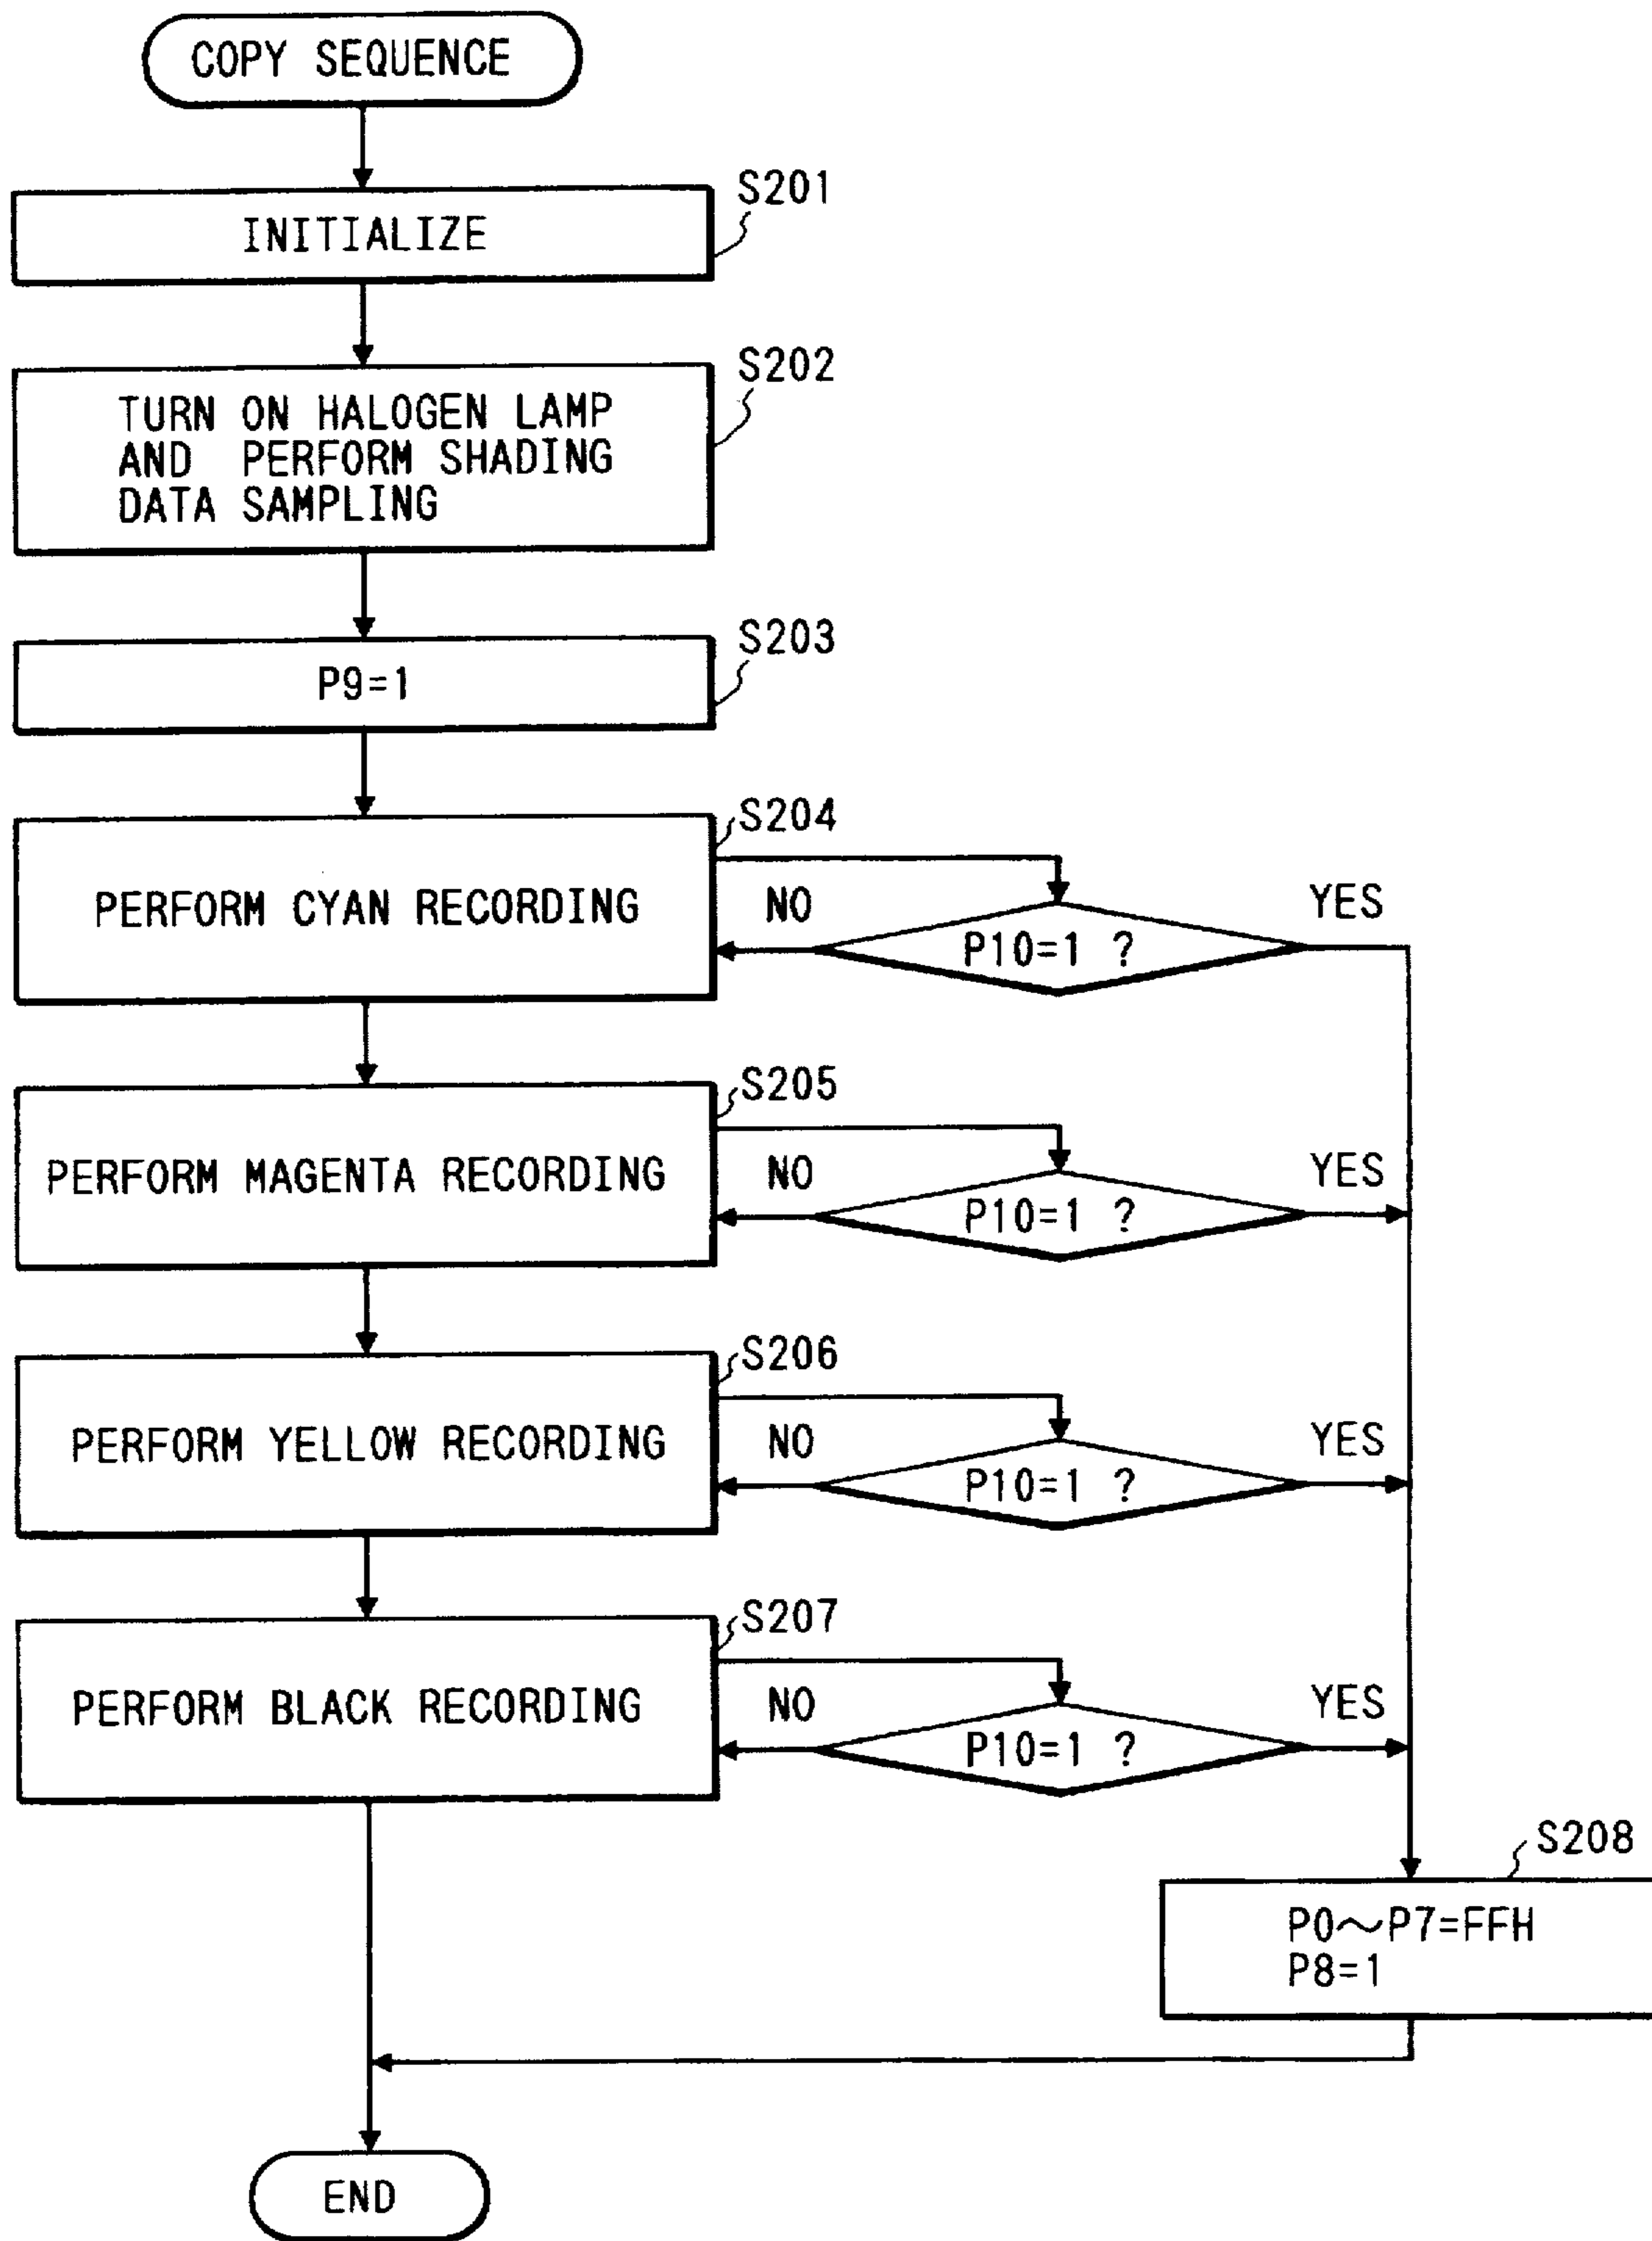 COPY SEQUENCE
S201
INITIALIZE
S202
TURN ON HALOGEN LAMP
AND PERFORM SHADING
DATA SAMPLING
S203
P9=1
S204
PERFORM CYAN RECORDING
NO
P10=1 ?
YES
S205
PERFORM MAGENTA RECORDING
NO
P10=1 ?
YES
S206
PERFORM YELLOW RECORDING
NO
P10=1 ?
YES
S207
PERFORM BLACK RECORDING
NO
P10=1 ?
YES
S208
P0～P7=FFH
P8=1
END